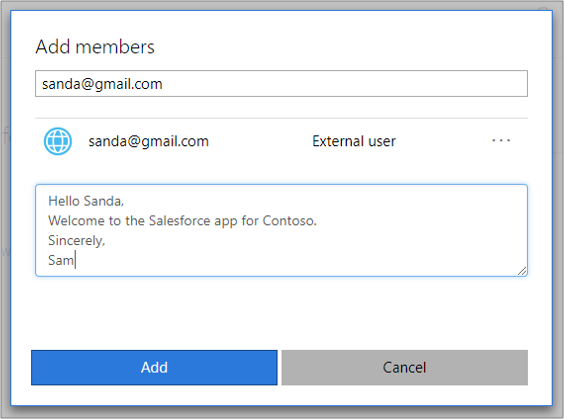 Add members
sanda@gmail.com
sanda@gmail.com External user ...
Hello Sanda,
Welcome to the Salesforce app for Contoso.
Sincerely,
Sam
Add Cancel